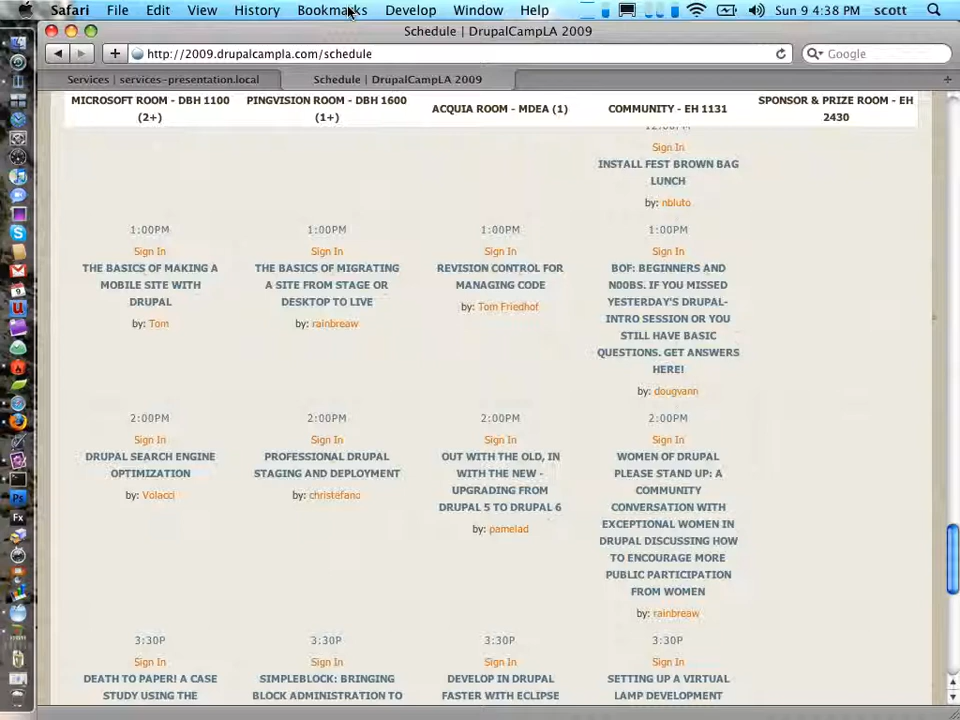 Safari File Edit View History Bookmarks Develop Window Help Sun 9 4:38 PM scott
Schedule | DrupalCampLA 2009
http://2009.drupalcampla.com/schedule
Google
Services | services-presentation.local
Schedule | DrupalCampLA 2009
MICROSOFT ROOM - DBH 1100
(2+)
PINGVISION ROOM - DBH 1600
(1+)
ACQUIA ROOM - MDEA (1)
COMMUNITY - EH 1131
SPONSOR & PRIZE ROOM - EH
2430
12:00PM
Sign In
INSTALL FEST BROWN BAG
LUNCH
by: nbluto
1:00PM
Sign In
THE BASICS OF MAKING A
MOBILE SITE WITH
DRUPAL
by: Tom
1:00PM
Sign In
THE BASICS OF MIGRATING
A SITE FROM STAGE OR
DESKTOP TO LIVE
by: rainbreaw
1:00PM
Sign In
REVISION CONTROL FOR
MANAGING CODE
by: Tom Friedhof
1:00PM
Sign In
BOF: BEGINNERS AND
N00BS. IF YOU MISSED
YESTERDAY'S DRUPAL-
INTRO SESSION OR YOU
STILL HAVE BASIC
QUESTIONS. GET ANSWERS
HERE!
by: dougvann
2:00PM
Sign In
DRUPAL SEARCH ENGINE
OPTIMIZATION
by: Volacci
2:00PM
Sign In
PROFESSIONAL DRUPAL
STAGING AND DEPLOYMENT
by: christefano
2:00PM
Sign In
OUT WITH THE OLD, IN
WITH THE NEW -
UPGRADING FROM
DRUPAL 5 TO DRUPAL 6
by: pamelad
2:00PM
Sign In
WOMEN OF DRUPAL
PLEASE STAND UP: A
COMMUNITY
CONVERSATION WITH
EXCEPTIONAL WOMEN IN
DRUPAL DISCUSSING HOW
TO ENCOURAGE MORE
PUBLIC PARTICIPATION
FROM WOMEN
by: rainbreaw
3:30P
Sign In
DEATH TO PAPER! A CASE
STUDY USING THE
3:30P
Sign In
SIMPLEBLOCK: BRINGING
BLOCK ADMINISTRATION TO
3:30P
Sign In
DEVELOP IN DRUPAL
FASTER WITH ECLIPSE
3:30P
Sign In
SETTING UP A VIRTUAL
LAMP DEVELOPMENT